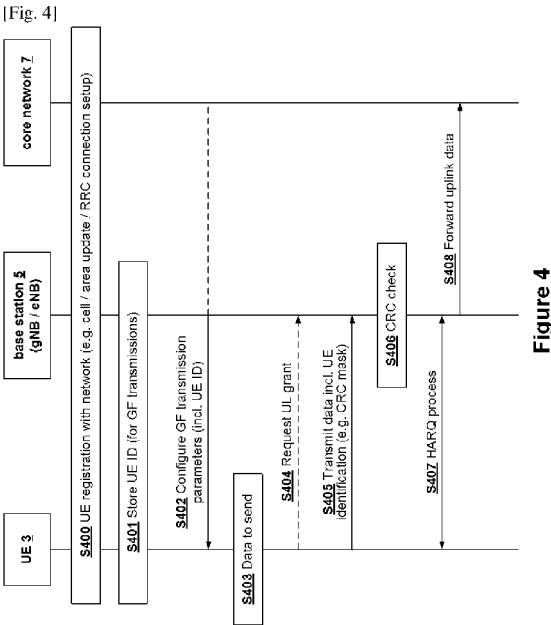 [Fig. 4]
UE 3
base station 5
(gNB / eNB)
core network 7
S400 UE registration with network (e.g. cell / area update / RRC connection setup)
S401 Store UE ID (for GF transmissions)
S402 Configure GF transmission
parameters (incl. UE ID)
S403 Data to send
S404 Request UL grant
S405 Transmit data incl. UE
identification (e.g. CRC mask)
S406 CRC check
S407 HARQ process
S408 Forward uplink data
Figure 4